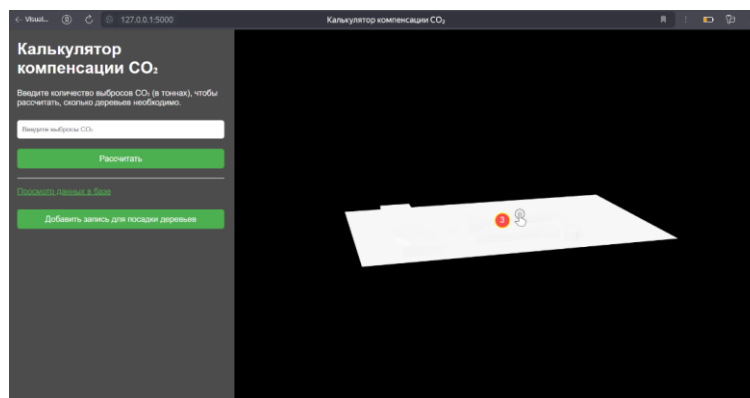 ← Visual...
127.0.0.1:5000
Калькулятор компенсации CO₂
Калькулятор
компенсации CO₂
Введите количество выбросов CO₂ (в тоннах), чтобы
рассчитать, сколько деревьев необходимо.
Введите выбросы CO₂
Рассчитать
Просмотр данных в базе
Добавить запись для посадки деревьев
3